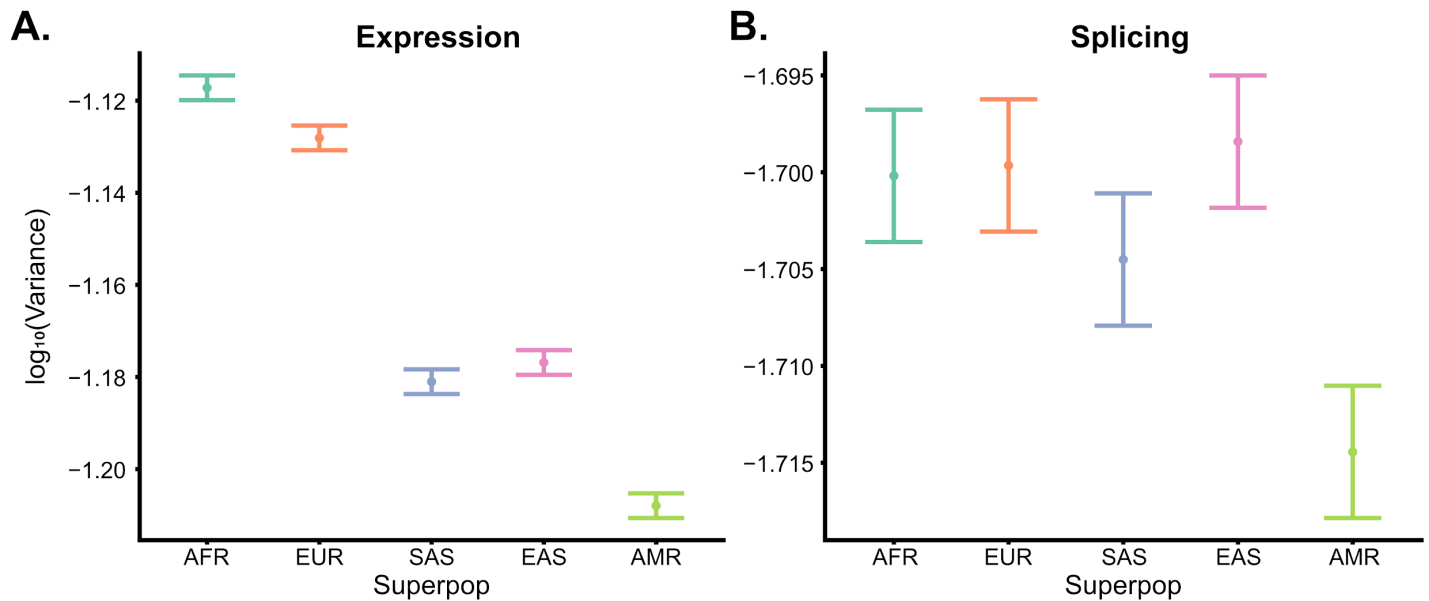 A.
Expression
log₁₀(Variance)
−1.12
−1.14
−1.16
−1.18
−1.20
AFR EUR SAS EAS AMR
Superpop
B.
Splicing
−1.695
−1.700
−1.705
−1.710
−1.715
AFR EUR SAS EAS AMR
Superpop